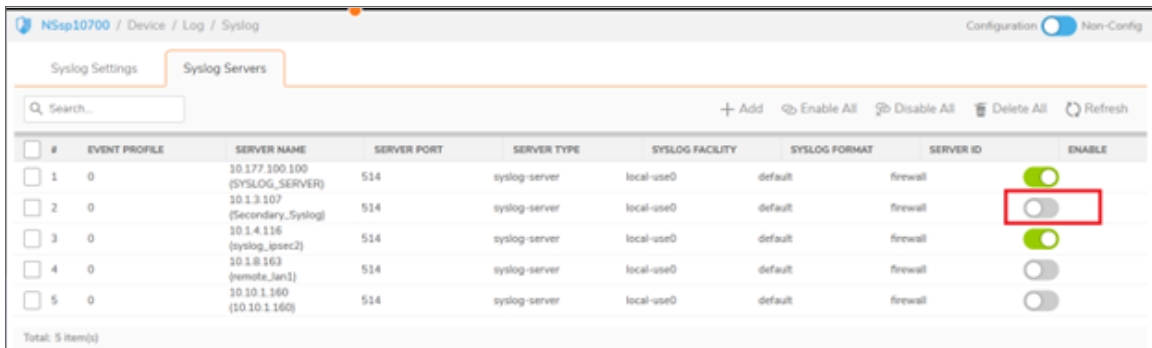 NSsp10700 / Device / Log / Syslog
Configuration Non-Config
Syslog Settings Syslog Servers
Search...
+ Add Enable All Disable All Delete All Refresh
# EVENT PROFILE SERVER NAME SERVER PORT SERVER TYPE SYSLOG FACILITY SYSLOG FORMAT SERVER ID ENABLE
1 0 10.177.100.100 514 syslog-server local-use0 default firewall
(SYSLOG_SERVER)
2 0 10.1.3.107 514 syslog-server local-use0 default firewall
(Secondary_Syslog)
3 0 10.1.4.116 514 syslog-server local-use0 default firewall
(syslog_ipsec2)
4 0 10.1.8.163 514 syslog-server local-use0 default firewall
(remote_lan1)
5 0 10.10.1.160 514 syslog-server local-use0 default firewall
(10.10.1.160)
Total: 5 item(s)